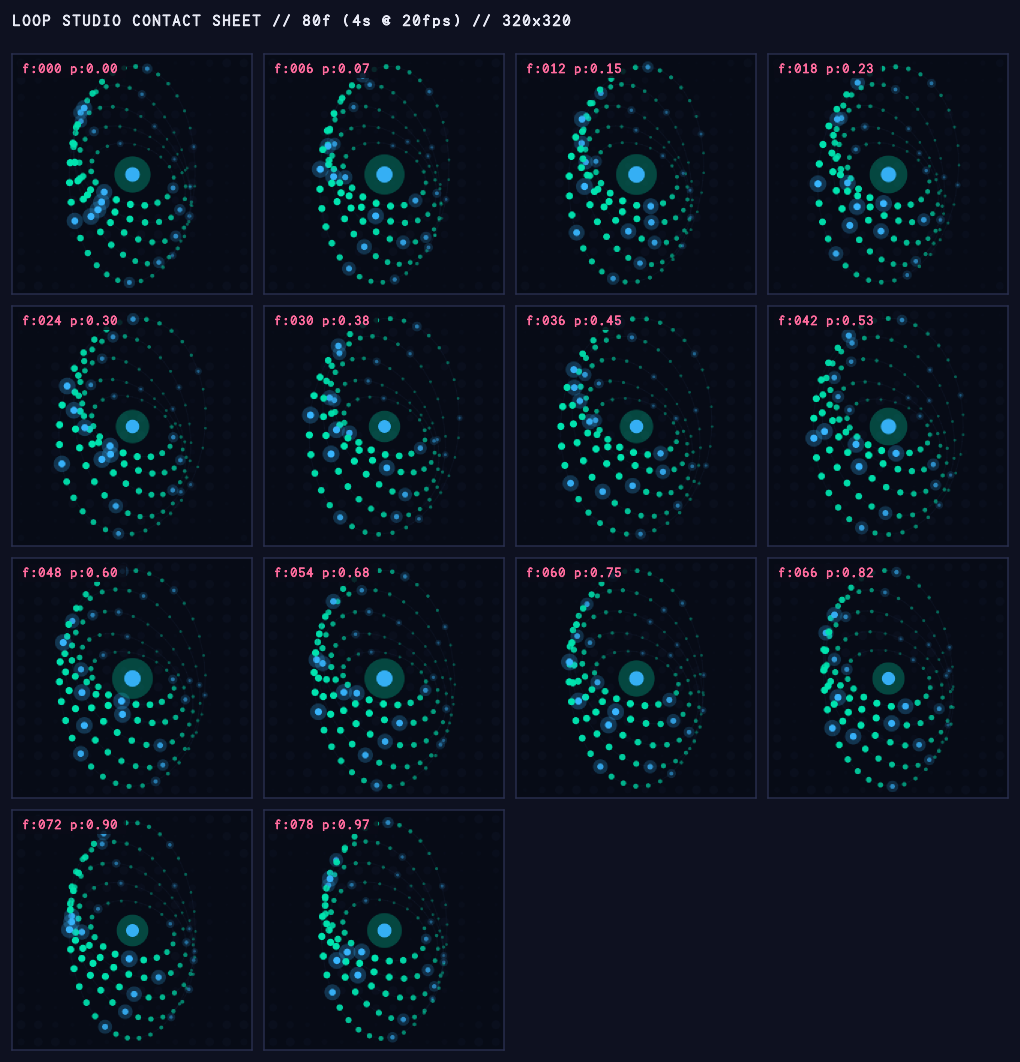 LOOP STUDIO CONTACT SHEET // 80f (4s @ 20fps) // 320x320
f:000 p:0.00
f:006 p:0.07
f:012 p:0.15
f:018 p:0.23
f:024 p:0.30
f:030 p:0.38
f:036 p:0.45
f:042 p:0.53
f:048 p:0.60
f:054 p:0.68
f:060 p:0.75
f:066 p:0.82
f:072 p:0.90
f:078 p:0.97